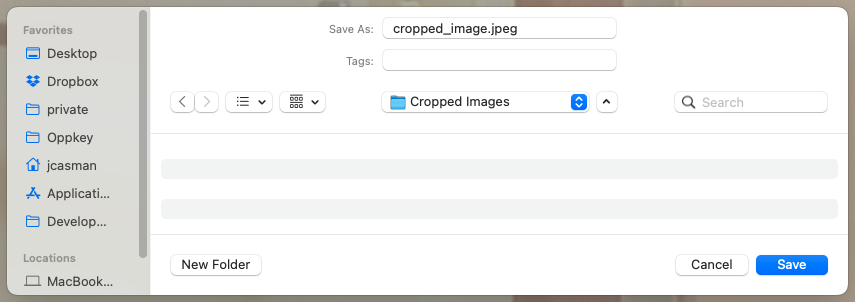 Favorites
Desktop
Dropbox
private
Oppkey
jcasman
Applicati...
Develop...
Locations
MacBook...
Save As: cropped_image.jpeg
Tags:
Cropped Images
Search
New Folder
Cancel
Save